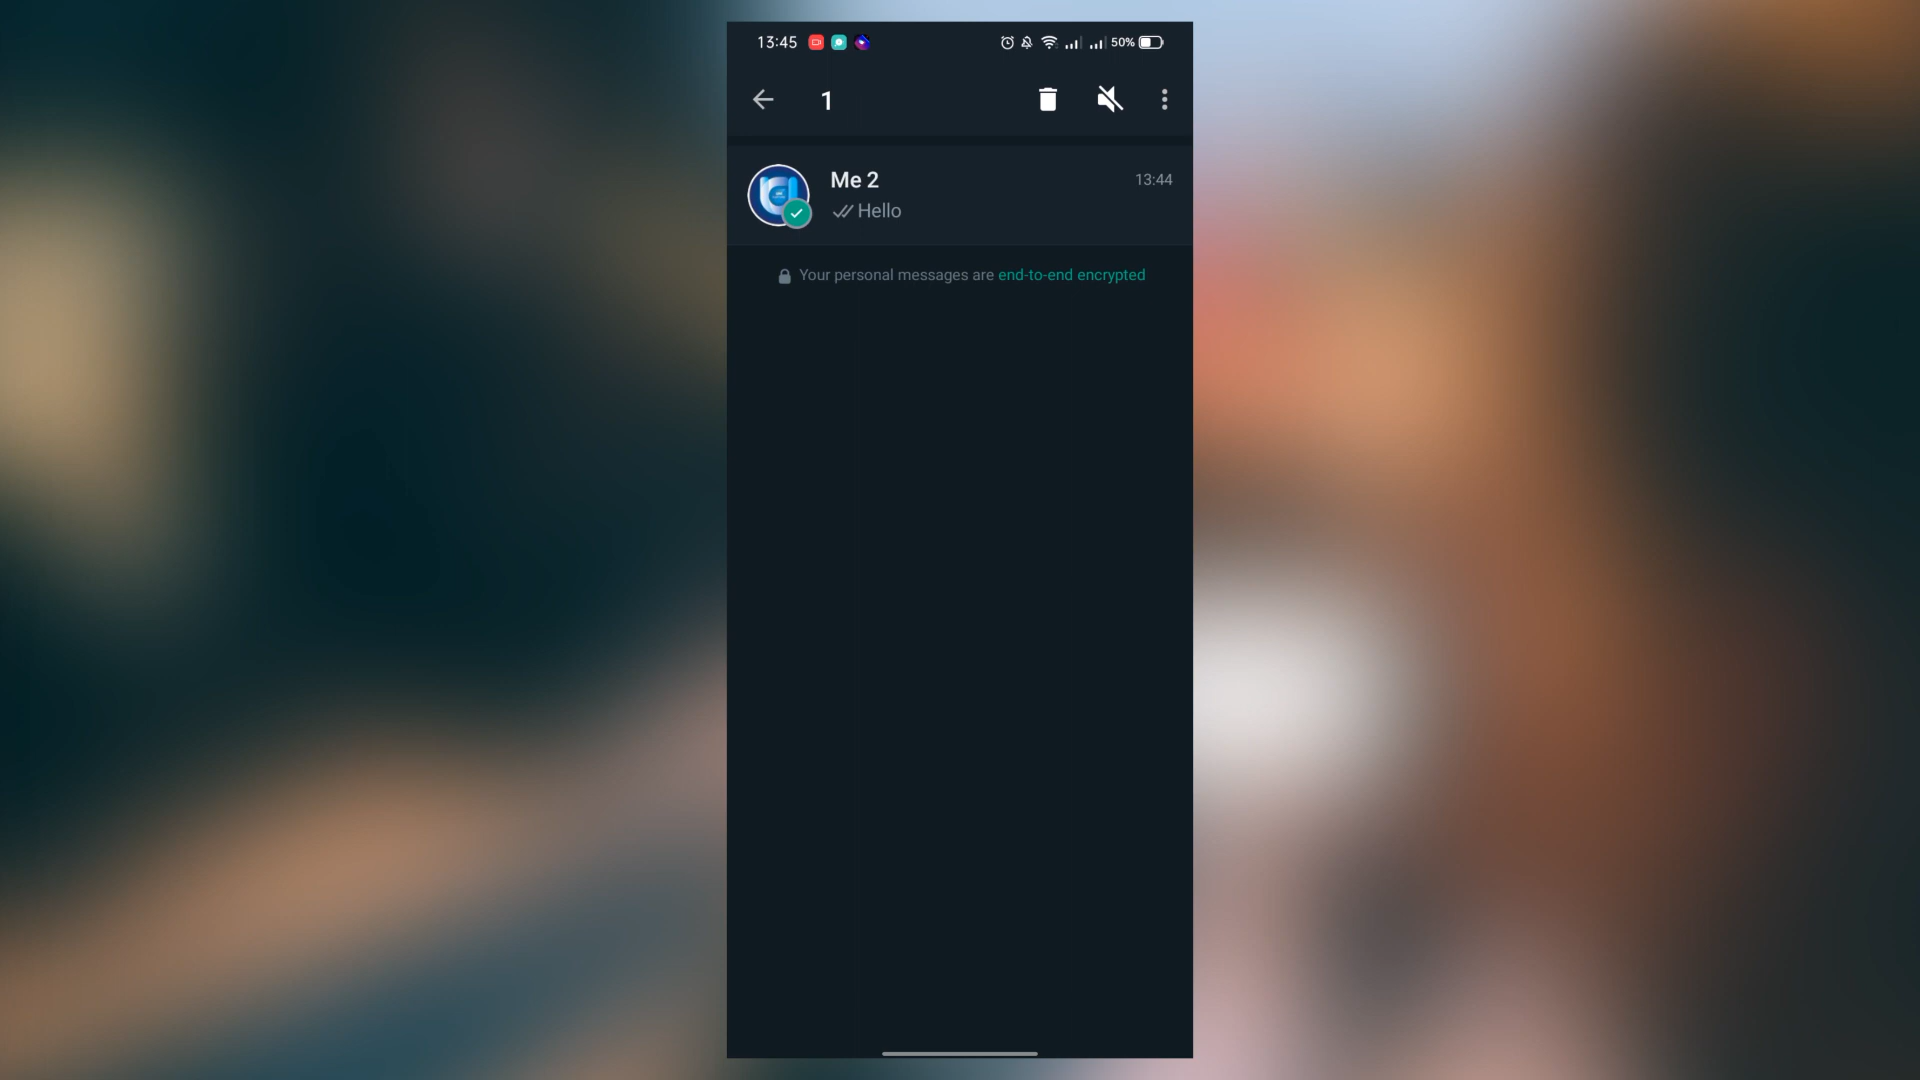 13:45
50%
1
Me 2
13:44
Hello
Your personal messages are end-to-end encrypted